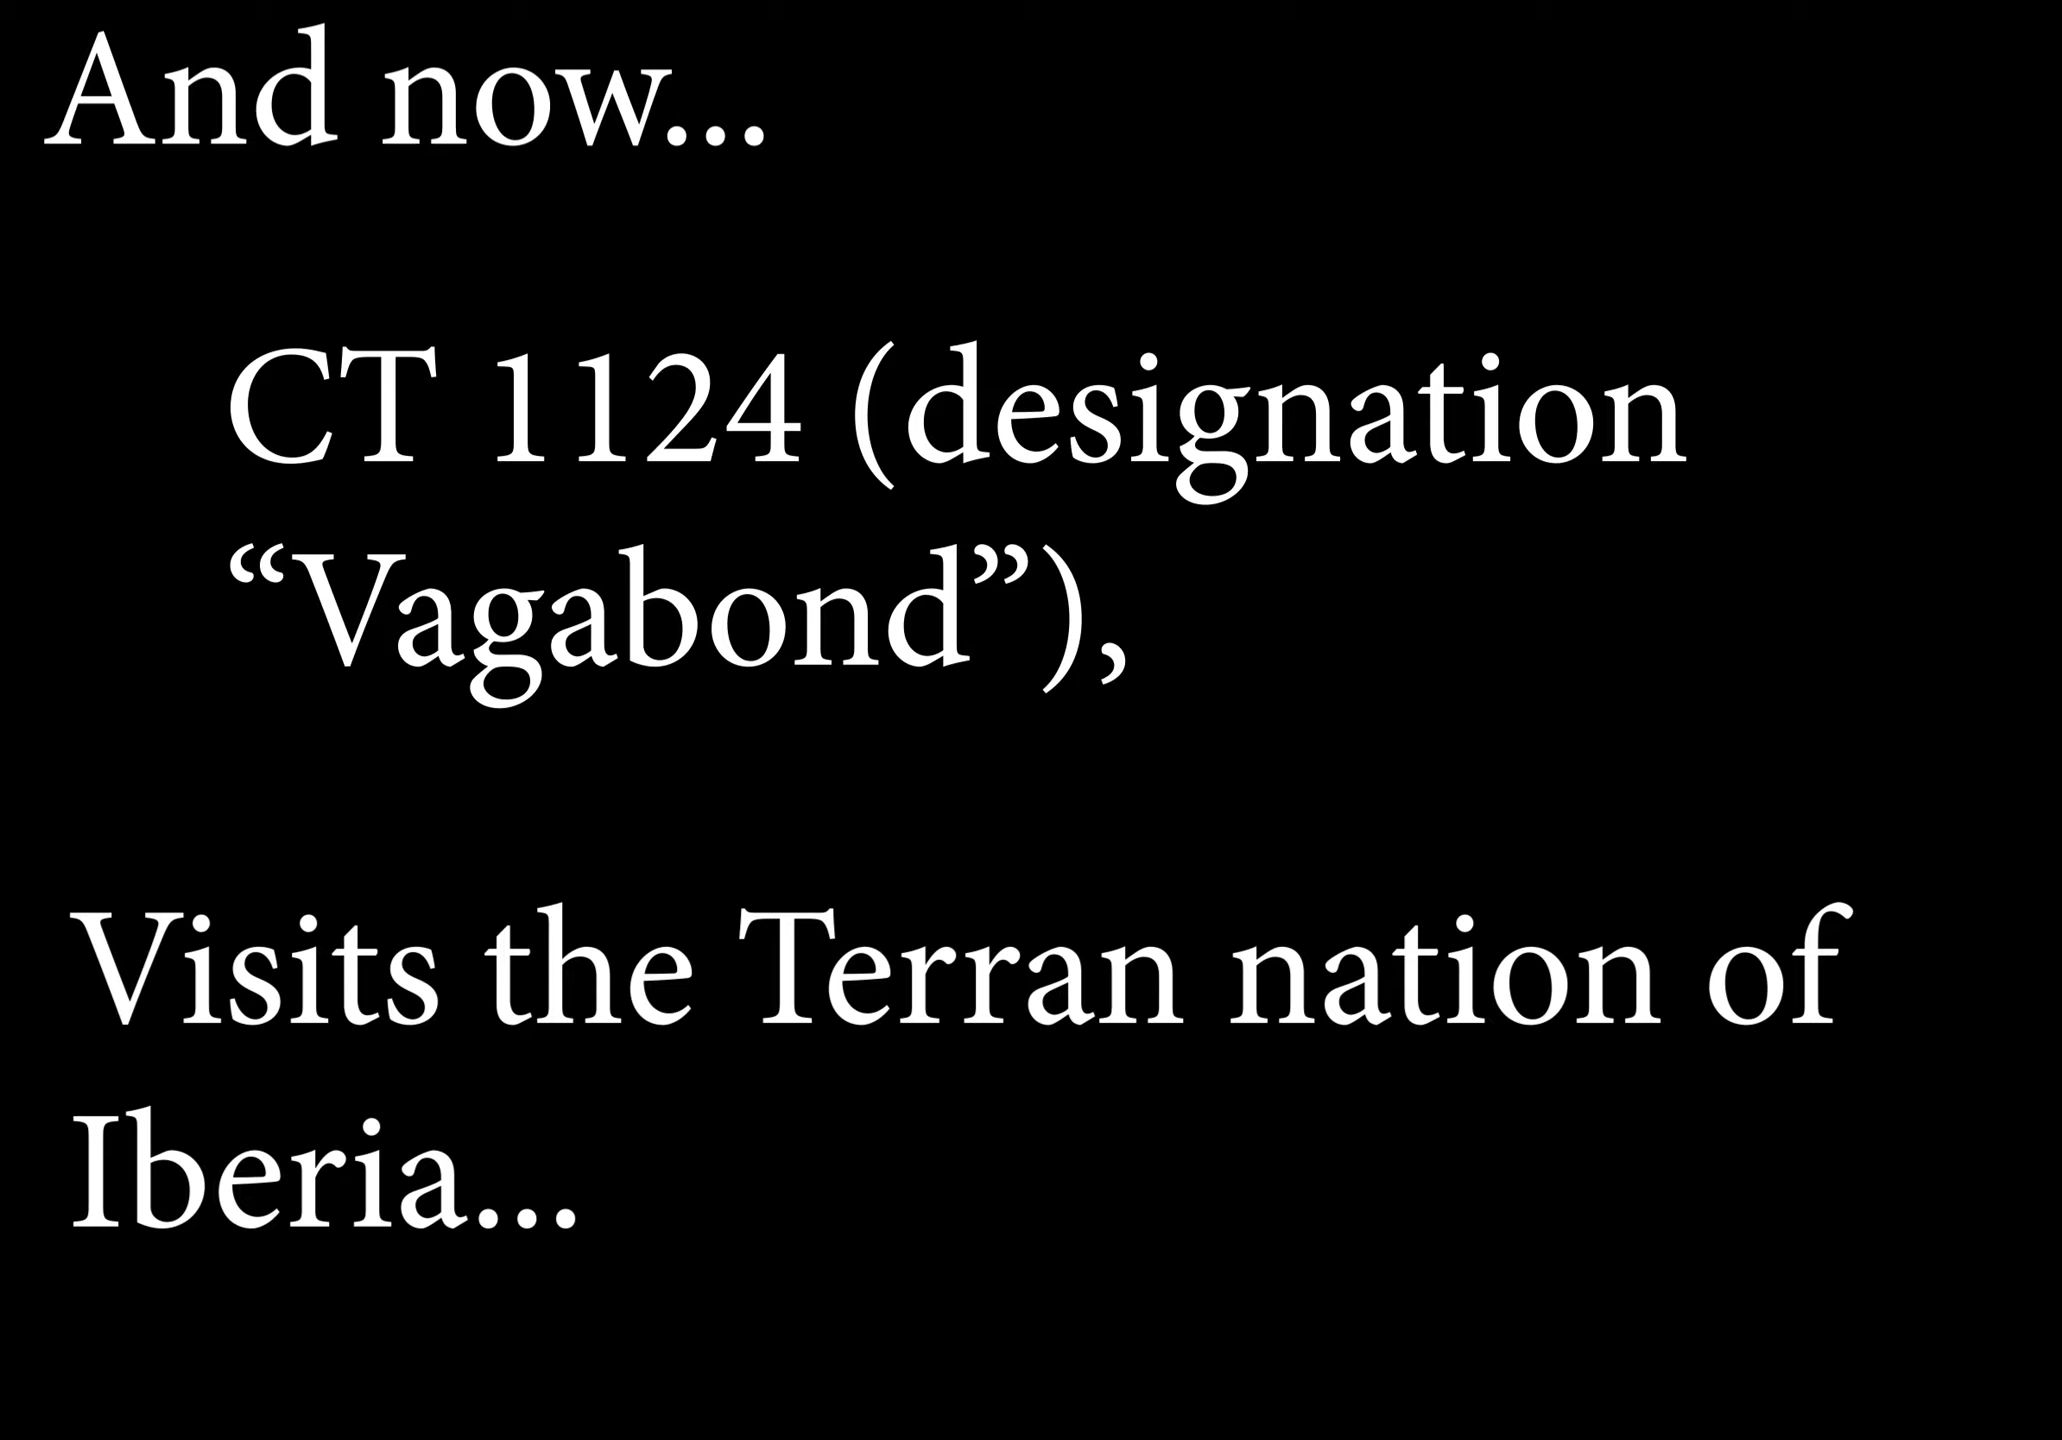 And now...
CT 1124 (designation
“Vagabond”),
Visits the Terran nation of
Iberia...